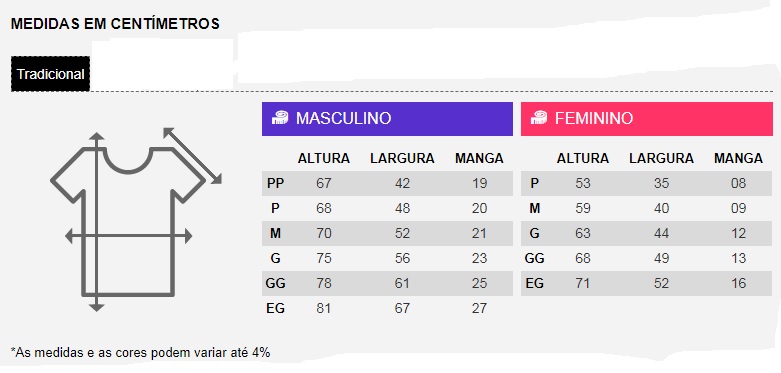 MEDIDAS EM CENTÍMETROS
Tradicional
MASCULINO
ALTURA LARGURA MANGA
PP 67 42 19
P 68 48 20
M 70 52 21
G 75 56 23
GG 78 61 25
EG 81 67 27
FEMININO
ALTURA LARGURA MANGA
P 53 35 08
M 59 40 09
G 63 44 12
GG 68 49 13
EG 71 52 16
*As medidas e as cores podem variar até 4%